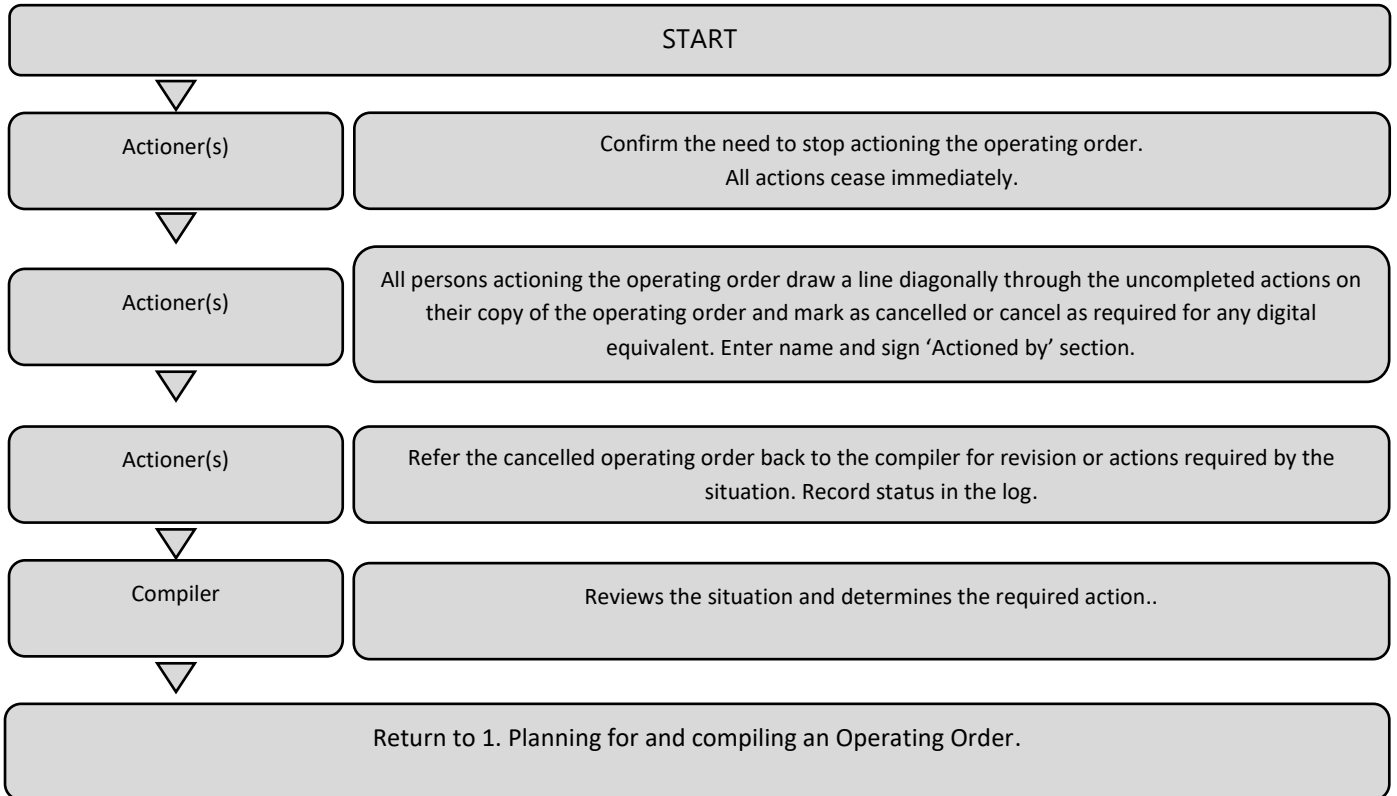 START
Actioner(s)
Confirm the need to stop actioning the operating order.
All actions cease immediately.
Actioner(s)
All persons actioning the operating order draw a line diagonally through the uncompleted actions on
their copy of the operating order and mark as cancelled or cancel as required for any digital
equivalent. Enter name and sign ‘Actioned by’ section.
Actioner(s)
Refer the cancelled operating order back to the compiler for revision or actions required by the
situation. Record status in the log.
Compiler
Reviews the situation and determines the required action..
Return to 1. Planning for and compiling an Operating Order.